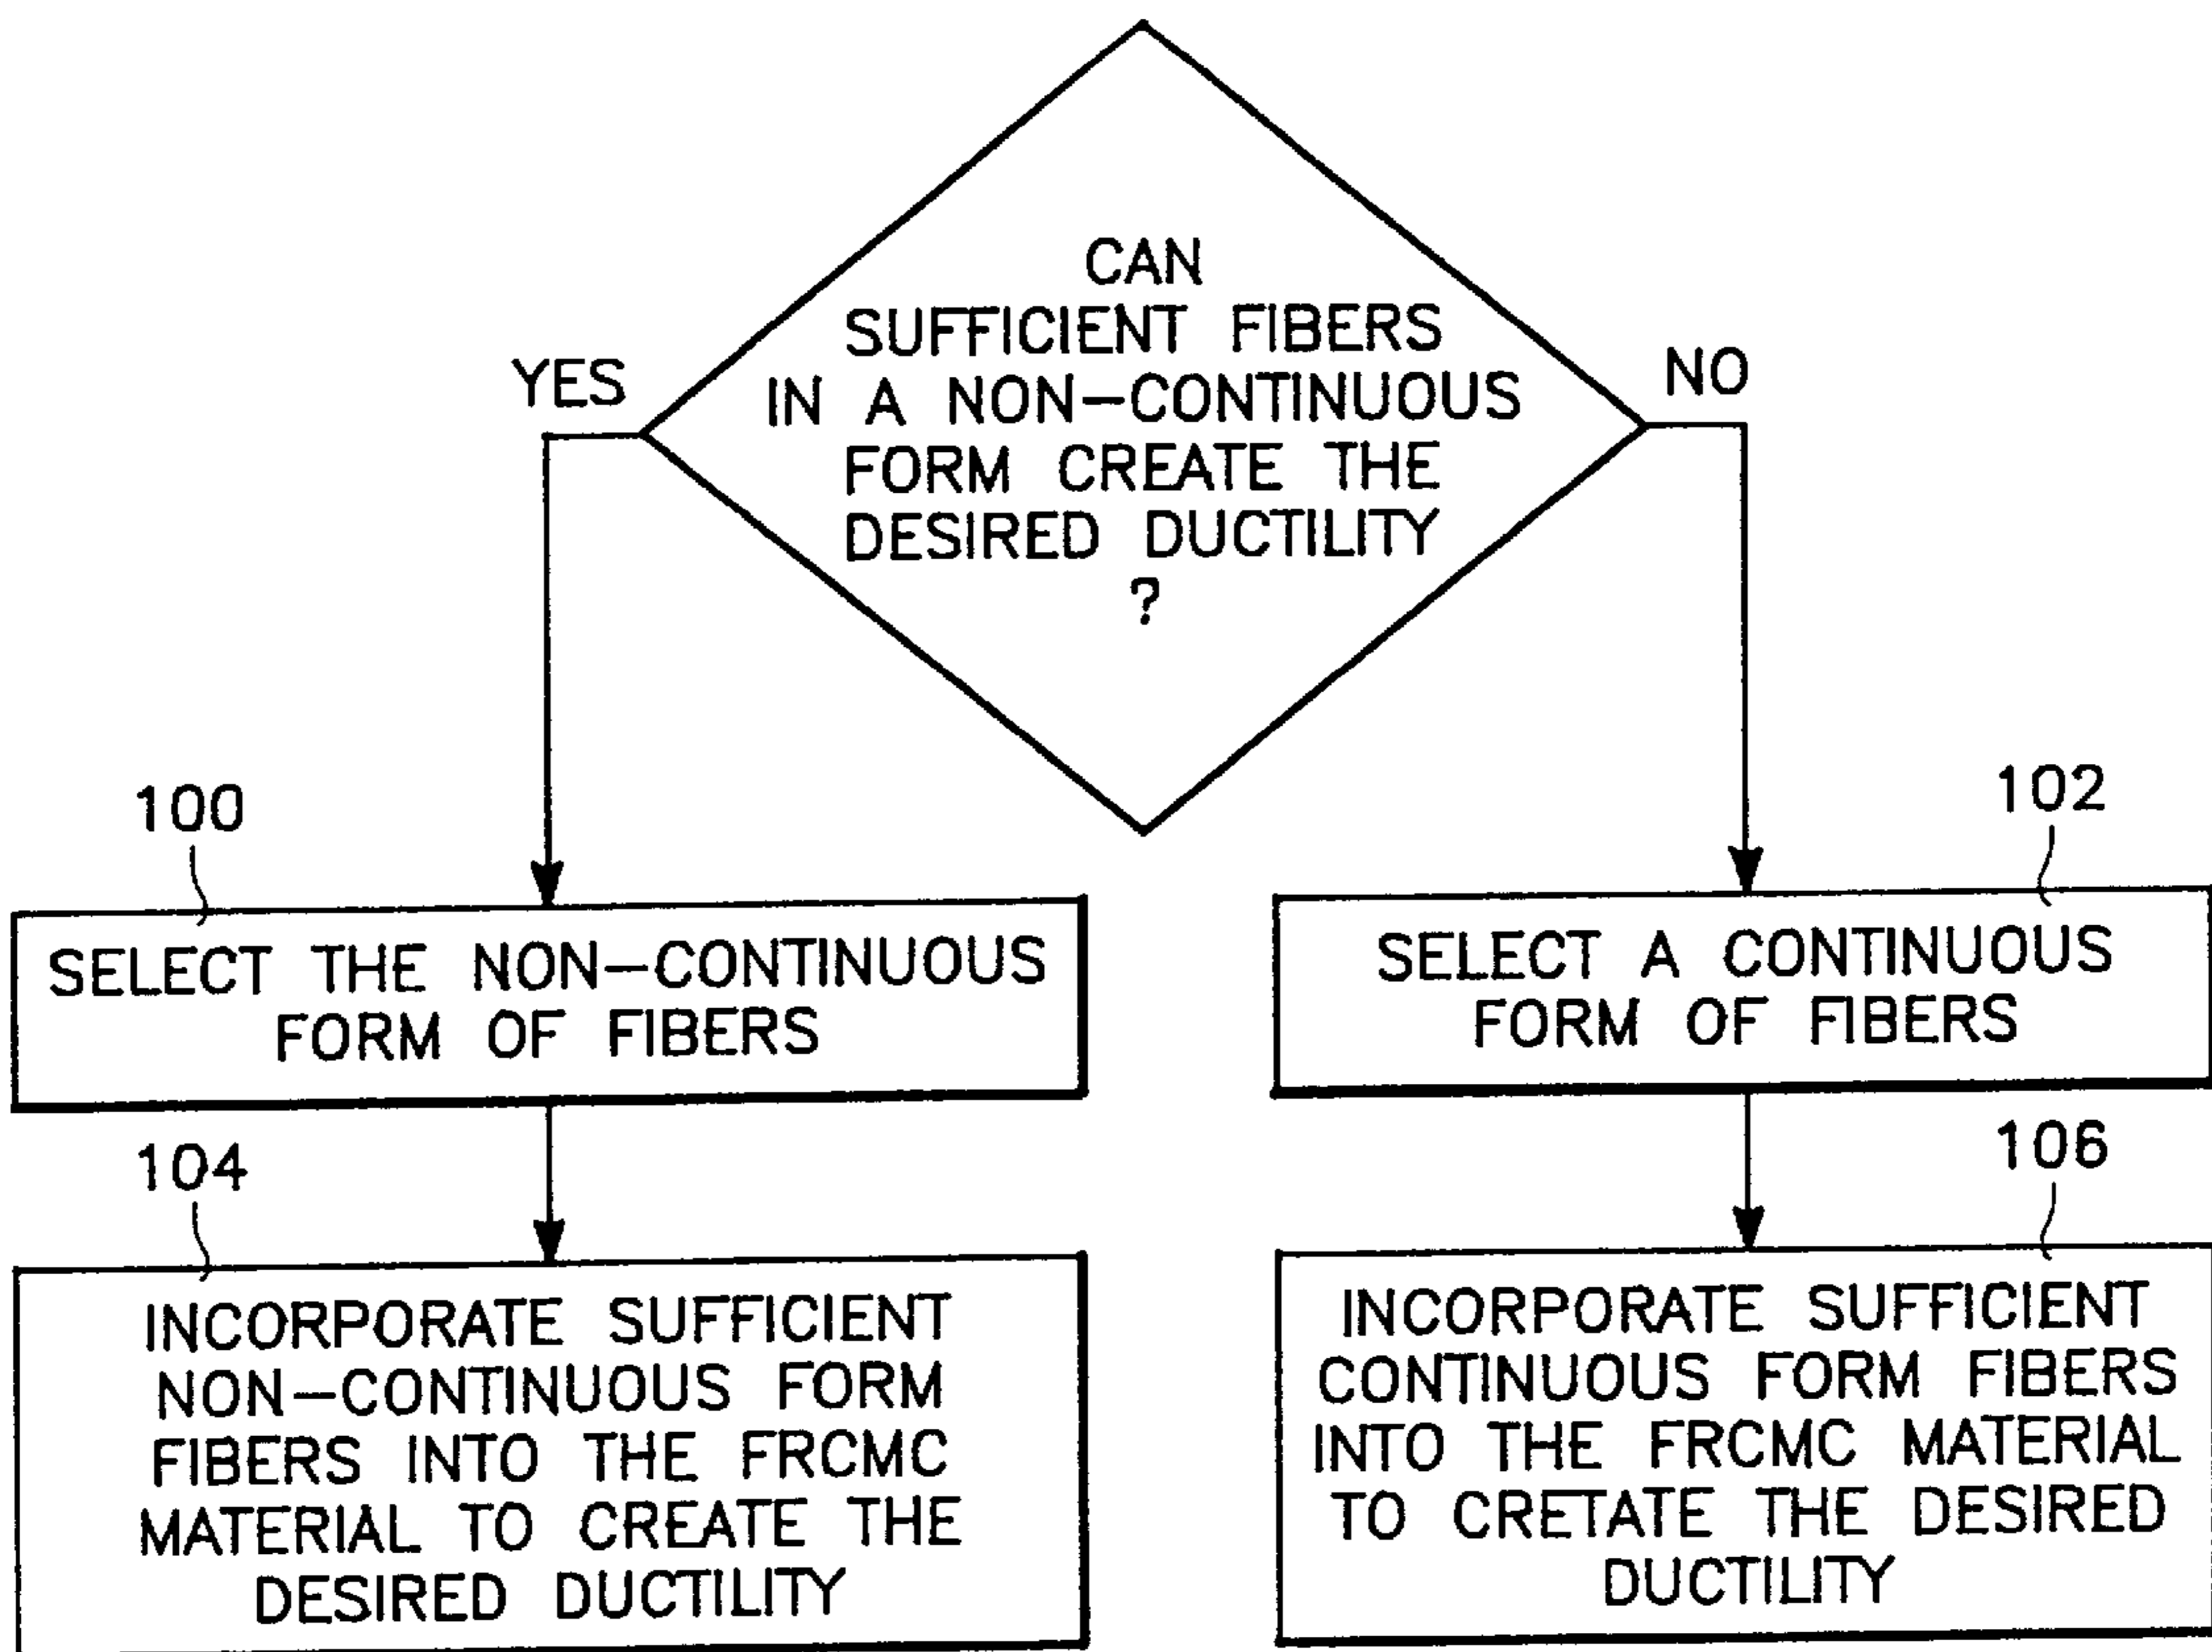 CAN
SUFFICIENT FIBERS
IN A NON-CONTINUOUS
FORM CREATE THE
DESIRED DUCTILITY
?
YES
NO
100
SELECT THE NON-CONTINUOUS
FORM OF FIBERS
102
SELECT A CONTINUOUS
FORM OF FIBERS
104
INCORPORATE SUFFICIENT
NON-CONTINUOUS FORM
FIBERS INTO THE FRCMC
MATERIAL TO CREATE THE
DESIRED DUCTILITY
106
INCORPORATE SUFFICIENT
CONTINUOUS FORM FIBERS
INTO THE FRCMC MATERIAL
TO CRETATE THE DESIRED
DUCTILITY